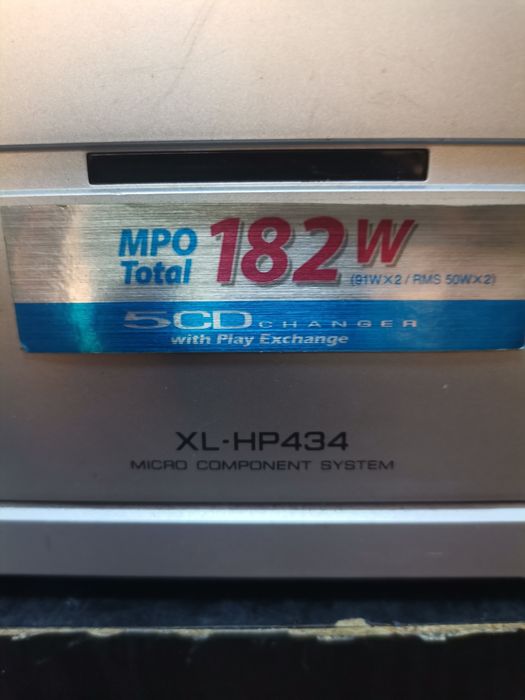 MPO Total 182W
(91W×2 / RMS 50W×2)
5CD CHANGER
with Play Exchange
XL-HP434
MICRO COMPONENT SYSTEM